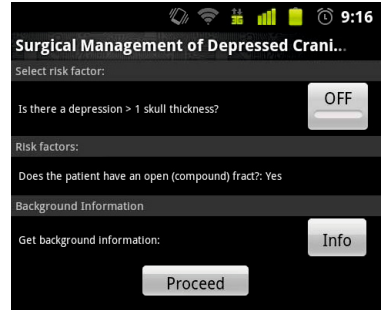 9:16
Surgical Management of Depressed Crani...
Select risk factor:
Is there a depression > 1 skull thickness?
OFF
Risk factors:
Does the patient have an open (compound) fract?: Yes
Background Information
Get background information:
Info
Proceed